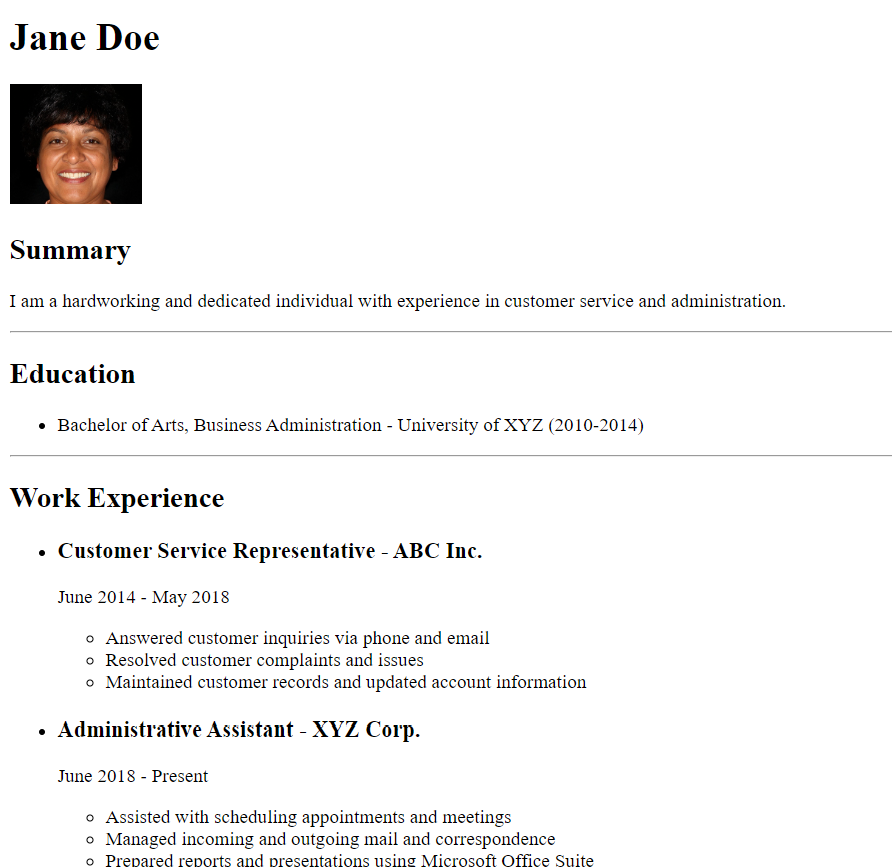 Jane Doe
Summary
I am a hardworking and dedicated individual with experience in customer service and administration.
Education
Bachelor of Arts, Business Administration - University of XYZ (2010-2014)
Work Experience
Customer Service Representative - ABC Inc.
June 2014 - May 2018
Answered customer inquiries via phone and email
Resolved customer complaints and issues
Maintained customer records and updated account information
Administrative Assistant - XYZ Corp.
June 2018 - Present
Assisted with scheduling appointments and meetings
Managed incoming and outgoing mail and correspondence
Prepared reports and presentations using Microsoft Office Suite